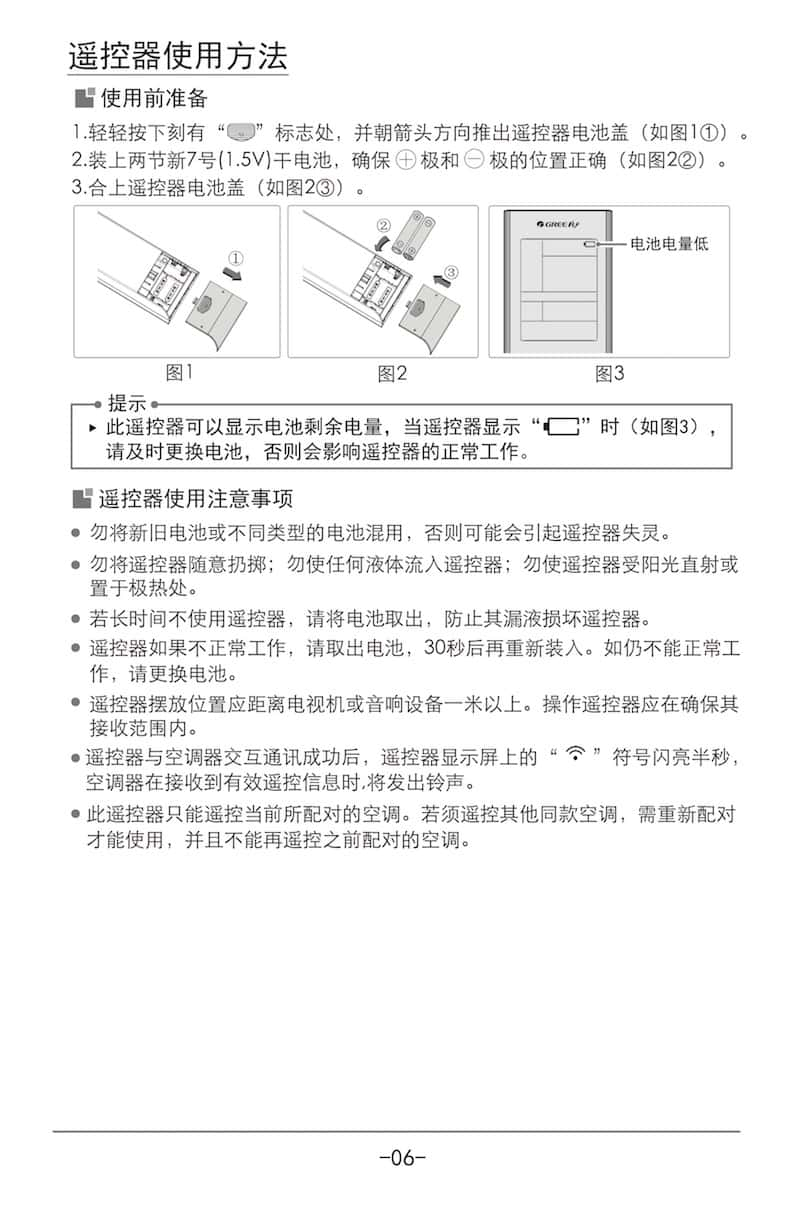 遥控器使用方法
使用前准备
1.轻轻按下刻有“ ”标志处，并朝箭头方向推出遥控器电池盖（如图1①）。
2.装上两节新7号(1.5V)干电池，确保⊕极和⊖极的位置正确（如图2②）。
3.合上遥控器电池盖（如图2③）。
①
②
③
GREE
电池电量低
图1
图2
图3
提示
此遥控器可以显示电池剩余电量，当遥控器显示“ ”时（如图3），
请及时更换电池，否则会影响遥控器的正常工作。
遥控器使用注意事项
● 勿将新旧电池或不同类型的电池混用，否则可能会引起遥控器失灵。
● 勿将遥控器随意扔掷；勿使任何液体流入遥控器；勿使遥控器受阳光直射或
置于极热处。
● 若长时间不使用遥控器，请将电池取出，防止其漏液损坏遥控器。
● 遥控器如果不正常工作，请取出电池，30秒后再重新装入。如仍不能正常工
作，请更换电池。
● 遥控器摆放位置应距离电视机或音响设备一米以上。操作遥控器应在确保其
接收范围内。
● 遥控器与空调器交互通讯成功后，遥控器显示屏上的“ ”符号闪亮半秒，
空调器在接收到有效遥控信息时,将发出铃声。
● 此遥控器只能遥控当前所配对的空调。若须遥控其他同款空调，需重新配对
才能使用，并且不能再遥控之前配对的空调。
-06-